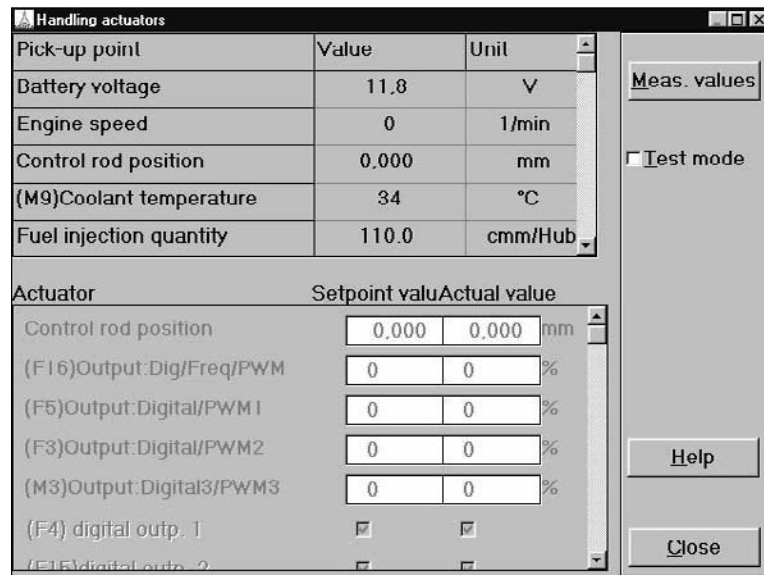 Handling actuators
Pick-up point Value Unit
Battery voltage 11,8 V
Engine speed 0 1/min
Control rod position 0,000 mm
(M9)Coolant temperature 34 °C
Fuel injection quantity 110.0 cmm/Hub
Meas. values
Test mode
Actuator Setpoint valuActual value
Control rod position 0,000 0,000 mm
(F16)Output:Dig/Freq/PWM 0 0 %
(F5)Output:Digital/PWM1 0 0 %
(F3)Output:Digital/PWM2 0 0 %
(M3)Output:Digital3/PWM3 0 0 %
(F4) digital outp. 1
(F15)digital outp. 2
Help
Close